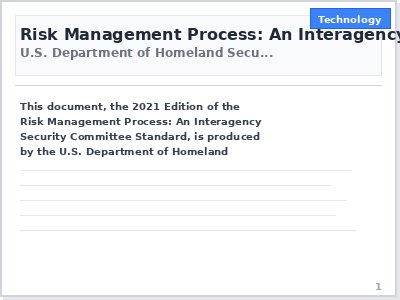 Technology
Risk Management Process: An Interagency
U.S. Department of Homeland Secu...
This document, the 2021 Edition of the
Risk Management Process: An Interagency
Security Committee Standard, is produced
by the U.S. Department of Homeland
1